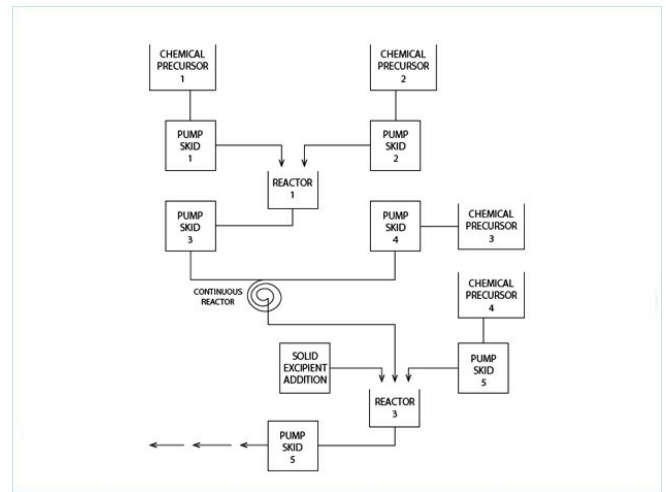 CHEMICAL
PRECURSOR
1
CHEMICAL
PRECURSOR
2
PUMP
SKID
1
PUMP
SKID
2
REACTOR
1
PUMP
SKID
3
PUMP
SKID
4
CHEMICAL
PRECURSOR
3
CONTINUOUS
REACTOR
CHEMICAL
PRECURSOR
4
SOLID
EXCIPIENT
ADDITION
PUMP
SKID
5
REACTOR
3
PUMP
SKID
5